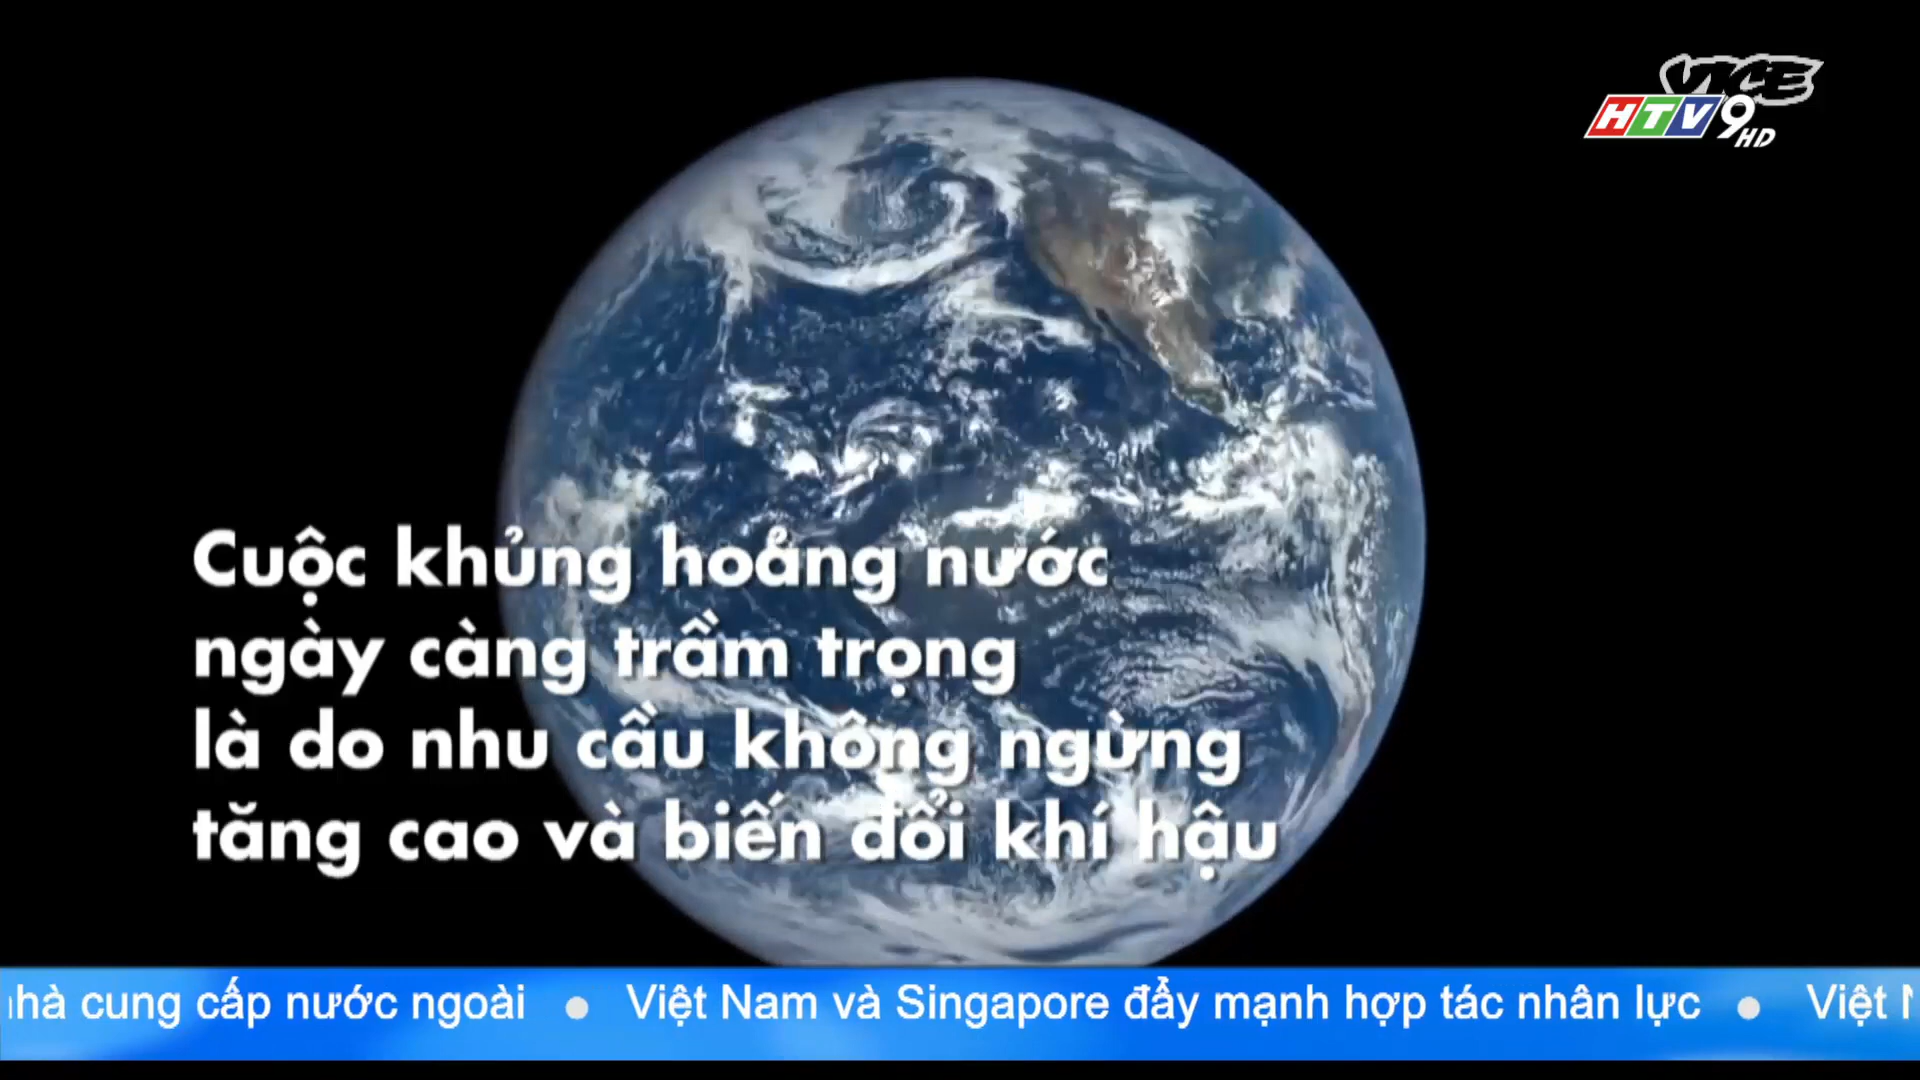 VICE
HTV9
HD
Cuộc khủng hoảng nước
ngày càng trầm trọng
là do nhu cầu không ngừng
tăng cao và biến đổi khí hậu
nhà cung cấp nước ngoài ● Việt Nam và Singapore đẩy mạnh hợp tác nhân lực ● Việt